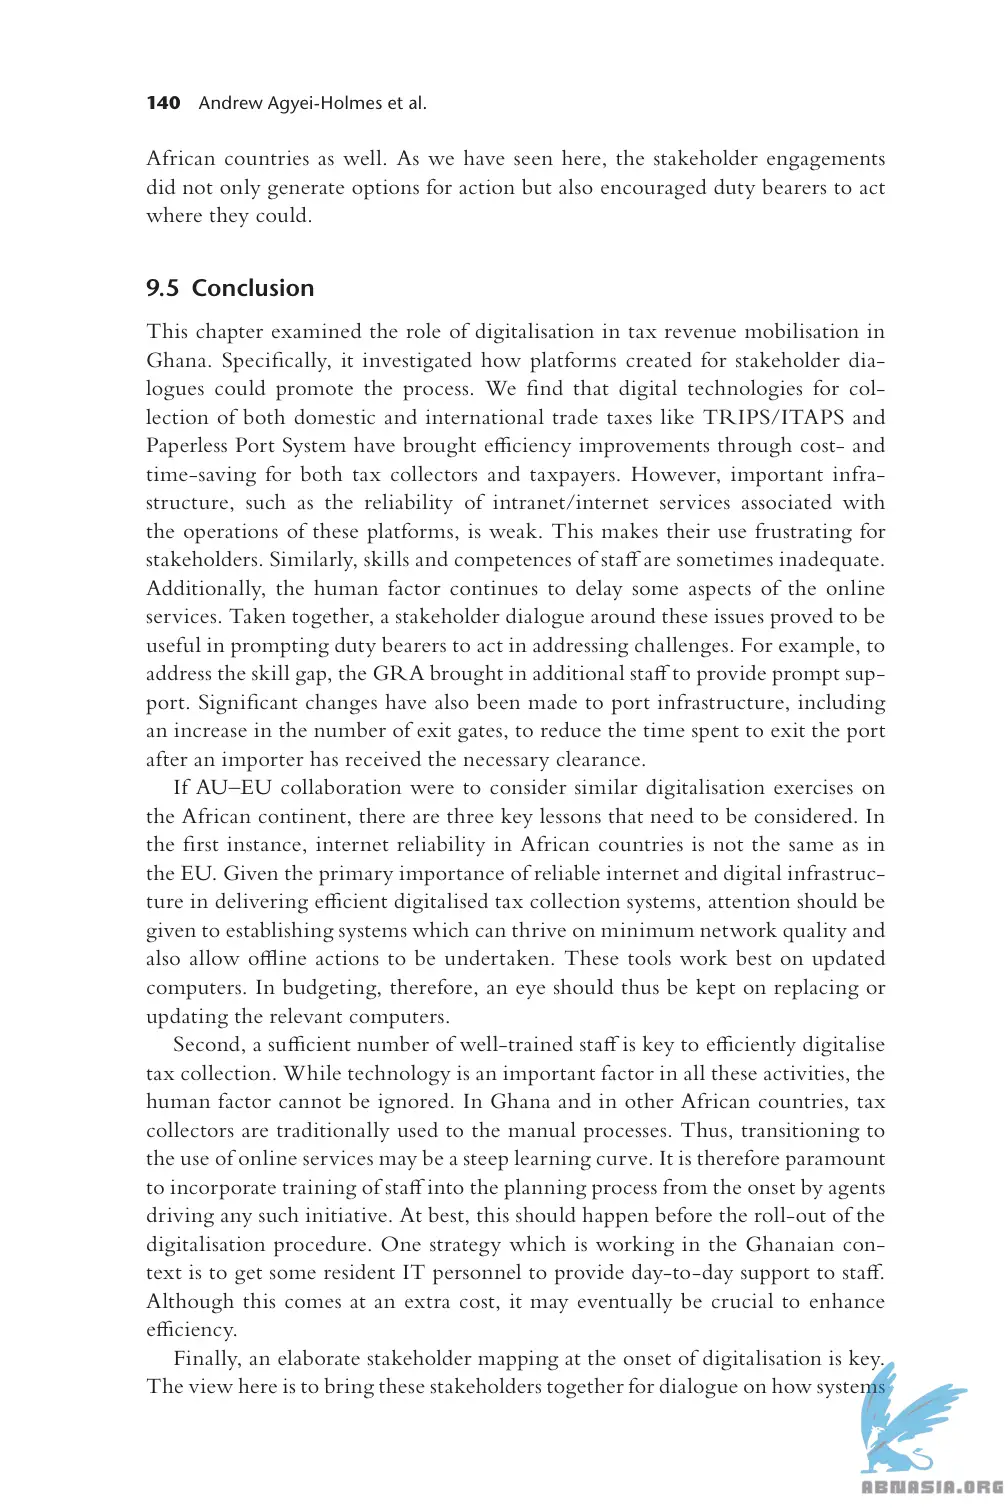 140 Andrew Agyei-Holmes et al.
African countries as well. As we have seen here, the stakeholder engagements
did not only generate options for action but also encouraged duty bearers to act
where they could.
9.5 Conclusion
This chapter examined the role of digitalisation in tax revenue mobilisation in
Ghana. Specifically, it investigated how platforms created for stakeholder dia-
logues could promote the process. We find that digital technologies for col-
lection of both domestic and international trade taxes like TRIPS/ITAPS and
Paperless Port System have brought efficiency improvements through cost- and
time-saving for both tax collectors and taxpayers. However, important infra-
structure, such as the reliability of intranet/internet services associated with
the operations of these platforms, is weak. This makes their use frustrating for
stakeholders. Similarly, skills and competences of staff are sometimes inadequate.
Additionally, the human factor continues to delay some aspects of the online
services. Taken together, a stakeholder dialogue around these issues proved to be
useful in prompting duty bearers to act in addressing challenges. For example, to
address the skill gap, the GRA brought in additional staff to provide prompt sup-
port. Significant changes have also been made to port infrastructure, including
an increase in the number of exit gates, to reduce the time spent to exit the port
after an importer has received the necessary clearance.
If AU–EU collaboration were to consider similar digitalisation exercises on
the African continent, there are three key lessons that need to be considered. In
the first instance, internet reliability in African countries is not the same as in
the EU. Given the primary importance of reliable internet and digital infrastruc-
ture in delivering efficient digitalised tax collection systems, attention should be
given to establishing systems which can thrive on minimum network quality and
also allow offline actions to be undertaken. These tools work best on updated
computers. In budgeting, therefore, an eye should thus be kept on replacing or
updating the relevant computers.
Second, a sufficient number of well-trained staff is key to efficiently digitalise
tax collection. While technology is an important factor in all these activities, the
human factor cannot be ignored. In Ghana and in other African countries, tax
collectors are traditionally used to the manual processes. Thus, transitioning to
the use of online services may be a steep learning curve. It is therefore paramount
to incorporate training of staff into the planning process from the onset by agents
driving any such initiative. At best, this should happen before the roll-out of the
digitalisation procedure. One strategy which is working in the Ghanaian con-
text is to get some resident IT personnel to provide day-to-day support to staff.
Although this comes at an extra cost, it may eventually be crucial to enhance
efficiency.
Finally, an elaborate stakeholder mapping at the onset of digitalisation is key.
The view here is to bring these stakeholders together for dialogue on how systems
ABNASIA.ORG